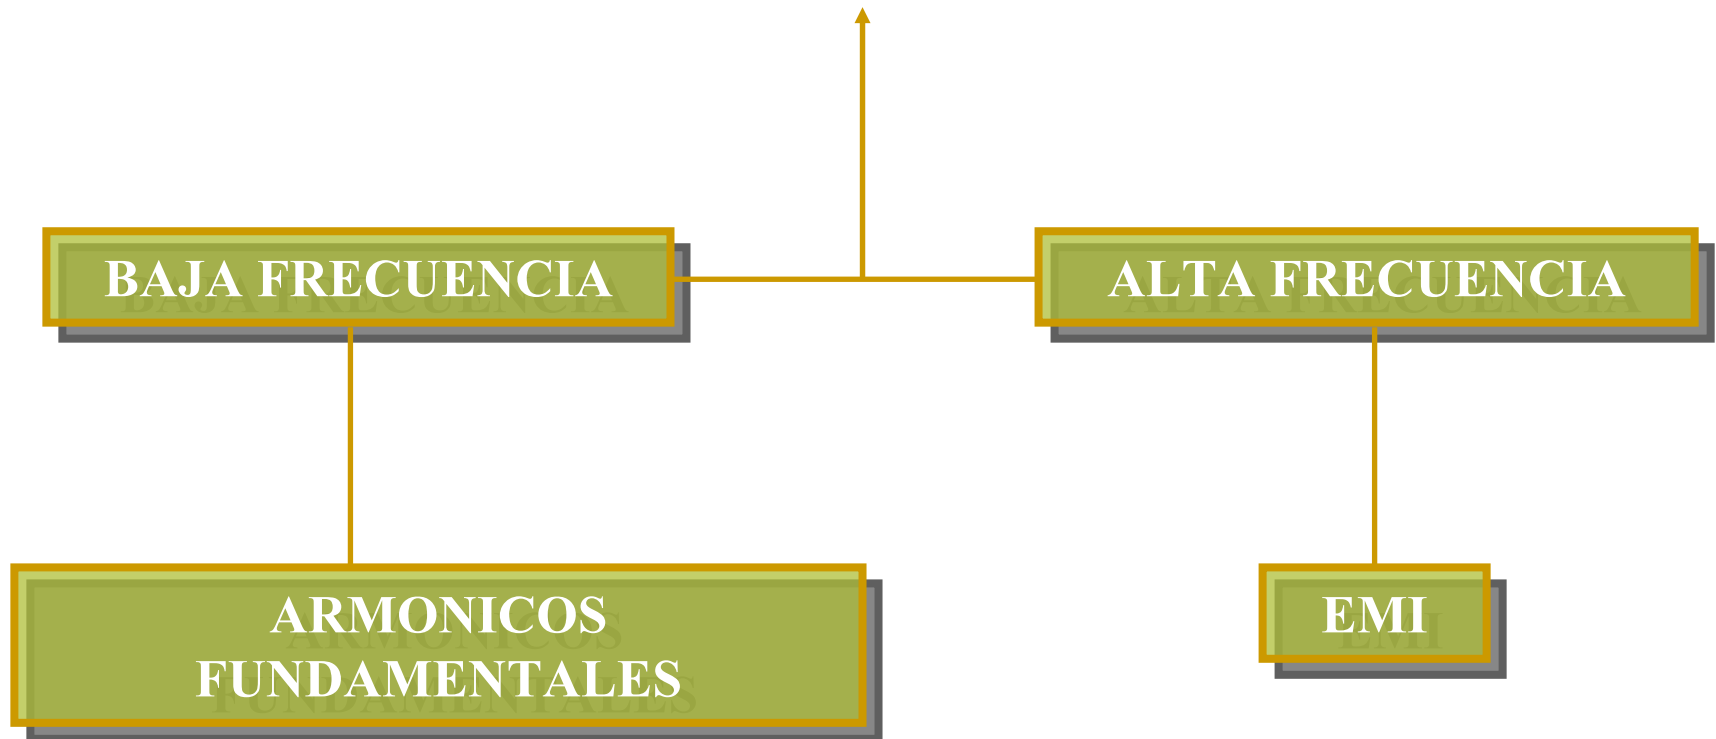 BAJA FRECUENCIA
ALTA FRECUENCIA
ARMONICOS
FUNDAMENTALES
EMI